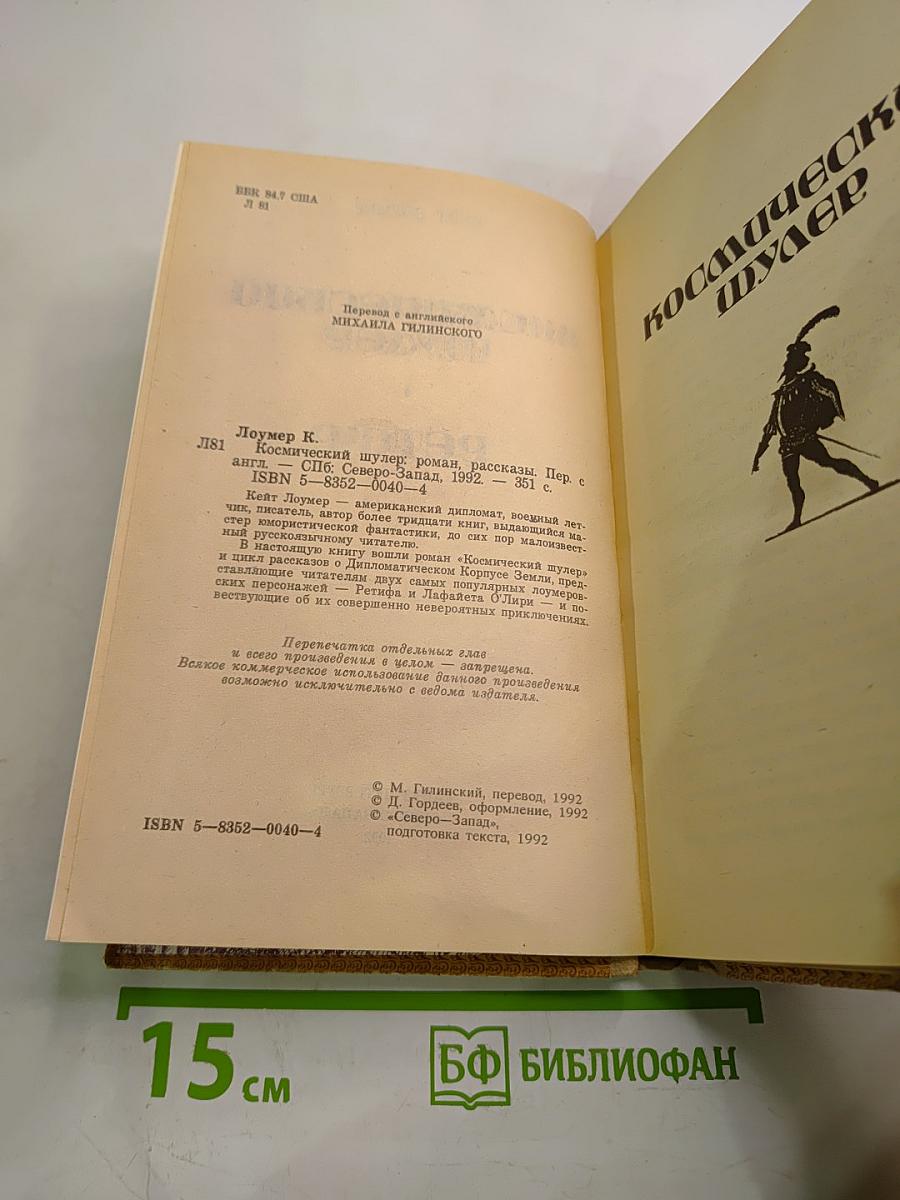 ББК 84.7 США
Л 81
Перевод с английского
МИХАИЛА ГИЛИНСКОГО
Лоумер К.
Л81 Космический шулер: роман, рассказы. Пер. с
англ. — СПб: Северо-Запад, 1992. — 351 с.
ISBN 5—8352—0040—4
Кейт Лоумер — американский дипломат, военный лет-
чик, писатель, автор более тридцати книг, выдающийся ма-
стер юмористической фантастики, до сих пор малоизвест-
ный русскоязычному читателю.
В настоящую книгу вошли роман «Космический шулер»
и цикл рассказов о Дипломатическом Корпусе Земли, пред-
ставляющие читателям двух самых популярных лоумеров-
ских персонажей — Ретифа и Лафайета О'Лири — и по-
вествующие об их совершенно невероятных приключениях.
Перепечатка отдельных глав
и всего произведения в целом — запрещена.
Всякое коммерческое использование данного произведения
возможно исключительно с ведома издателя.
© М. Гилинский, перевод, 1992
© Д. Гордеев, оформление, 1992
© «Северо—Запад»,
подготовка текста, 1992
ISBN 5—8352—0040—4
КОСМИЧЕСКИ
ШУЛЕР
15 см
БФ БИБЛИОФАН